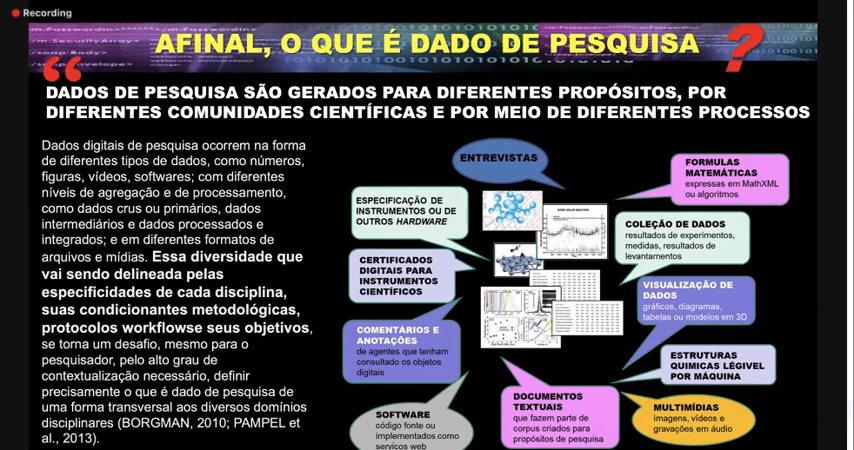 Recording
AFINAL, O QUE É DADO DE PESQUISA ?
“
DADOS DE PESQUISA SÃO GERADOS PARA DIFERENTES PROPÓSITOS, POR
DIFERENTES COMUNIDADES CIENTÍFICAS E POR MEIO DE DIFERENTES PROCESSOS
Dados digitais de pesquisa ocorrem na forma
de diferentes tipos de dados, como números,
figuras, vídeos, softwares; com diferentes
níveis de agregação e de processamento,
como dados crus ou primários, dados
intermediários e dados processados e
integrados; e em diferentes formatos de
arquivos e mídias. Essa diversidade que
vai sendo delineada pelas
especificidades de cada disciplina,
suas condicionantes metodológicas,
protocolos workflowse seus objetivos,
se torna um desafio, mesmo para o
pesquisador, pelo alto grau de
contextualização necessário, definir
precisamente o que é dado de pesquisa de
uma forma transversal aos diversos domínios
disciplinares (BORGMAN, 2010; PAMPEL et
al., 2013).
ENTREVISTAS
FORMULAS
MATEMÁTICAS
expressas em MathXML
ou algoritmos
ESPECIFICAÇÃO DE
INSTRUMENTOS OU DE
OUTROS HARDWARE
COLEÇÃO DE DADOS
resultados de experimentos,
medidas, resultados de
levantamentos
CERTIFICADOS
DIGITAIS PARA
INSTRUMENTOS
CIENTÍFICOS
VISUALIZAÇÃO DE
DADOS
gráficos, diagramas,
tabelas ou modelos em 3D
COMENTÁRIOS E
ANOTAÇÕES
de agentes que tenham
consultado os objetos
digitais
ESTRUTURAS
QUIMICAS LÉGIVEL
POR MÁQUINA
DOCUMENTOS
TEXTUAIS
que fazem parte de
corpus criados para
propósitos de pesquisa
MULTIMÍDIAS
imagens, vídeos e
gravações em áudio
SOFTWARE
código fonte ou
implementados como
serviços web